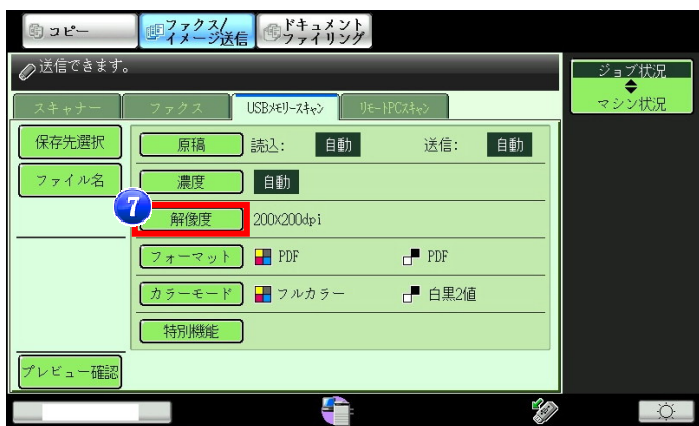 コピー
ファクス/
イメージ送信
ドキュメント
ファイリング
送信できます。
ジョブ状況
マシン状況
スキャナー
ファクス
USBメモリースキャン
リモートPCスキャン
保存先選択
原稿
読込:
自動
送信:
自動
ファイル名
濃度
自動
7
解像度
200X200dpi
フォーマット
PDF
PDF
カラーモード
フルカラー
白黒2値
特別機能
プレビュー確認